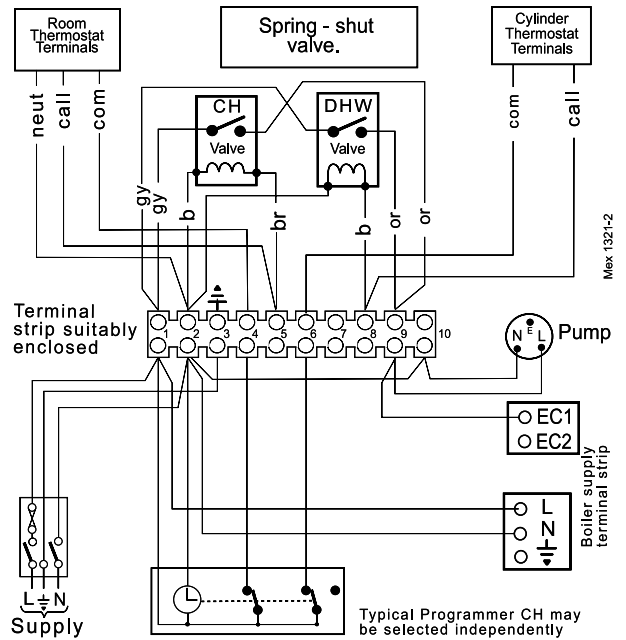 Room
Thermostat
Terminals
Spring - shut
valve.
Cylinder
Thermostat
Terminals
neut
call
com
CH
Valve
DHW
Valve
com
call
gy
gy
b
br
b
or
or
Mex 1321-2
Terminal
strip suitably
enclosed
1
2
3
4
5
6
7
8
9
10
N
E
L
Pump
EC1
EC2
L
N
Boiler supply
terminal strip
L
N
Supply
Typical Programmer CH may
be selected independently